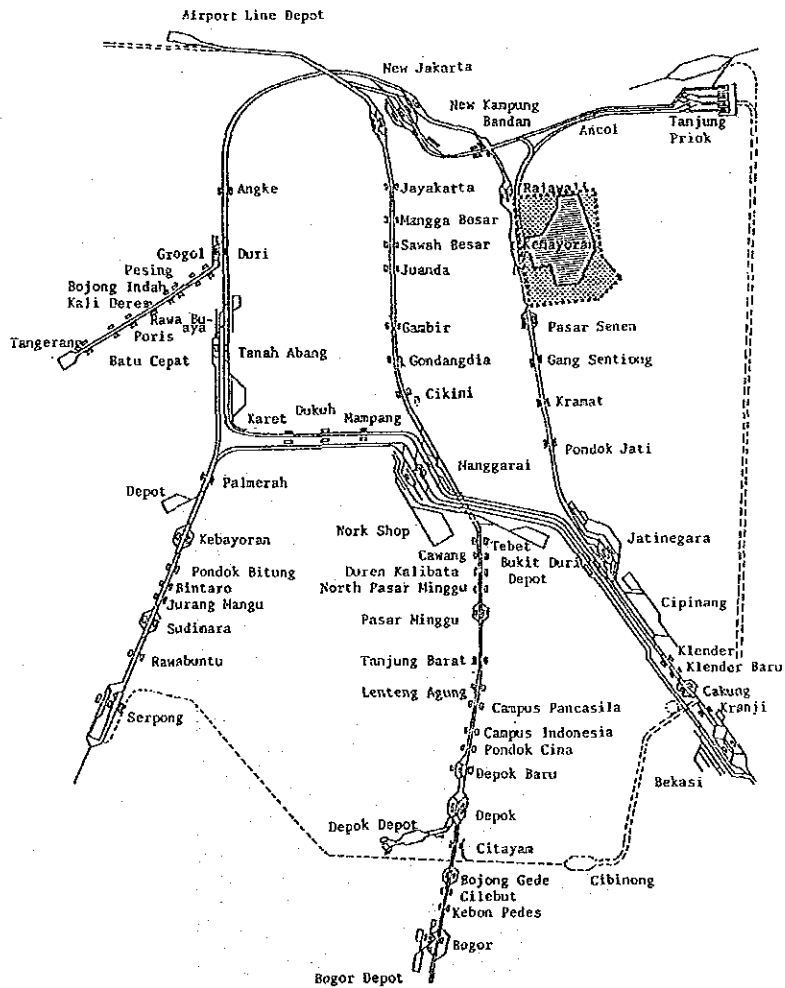 Airport Line Depot
New Jakarta
New Kampung
Bandan
Ancol
Tanjung
Priok
Angke
Jayakarta
Rajawali
Mangga Bosar
Grogol
Duri
Sawah Besar
Kemayoran
Pesing
Bojong Indah
Juanda
Kali Deres
Rawa Bu-
aya
Poris
Gambir
Pasar Senen
Tangerang
Batu Cepat
Tanah Abang
Gondangdia
Gang Sentiong
Cikini
Kramat
Karet
Dukuh
Mampang
Pondok Jati
Manggarai
Palmerah
Depot
Work Shop
Jatinegara
Kebayoran
Tebet
Cawang
Bukit Duri
Depot
Pondok Bitung
Duren Kalibata
Bintaro
North Pasar Minggu
Jurang Mangu
Cipinang
Sudimara
Pasar Minggu
Rawabuntu
Tanjung Barat
Klender
Klender Baru
Lenteng Agung
Cakung
Serpong
Campus Pancasila
Kranji
Campus Indonesia
Pondok Cina
Depok Baru
Bekasi
Depok
Depok Depot
Citayam
Bojong Gede
Cibinong
Cilebut
Kebon Pedes
Bogor
Bogor Depot